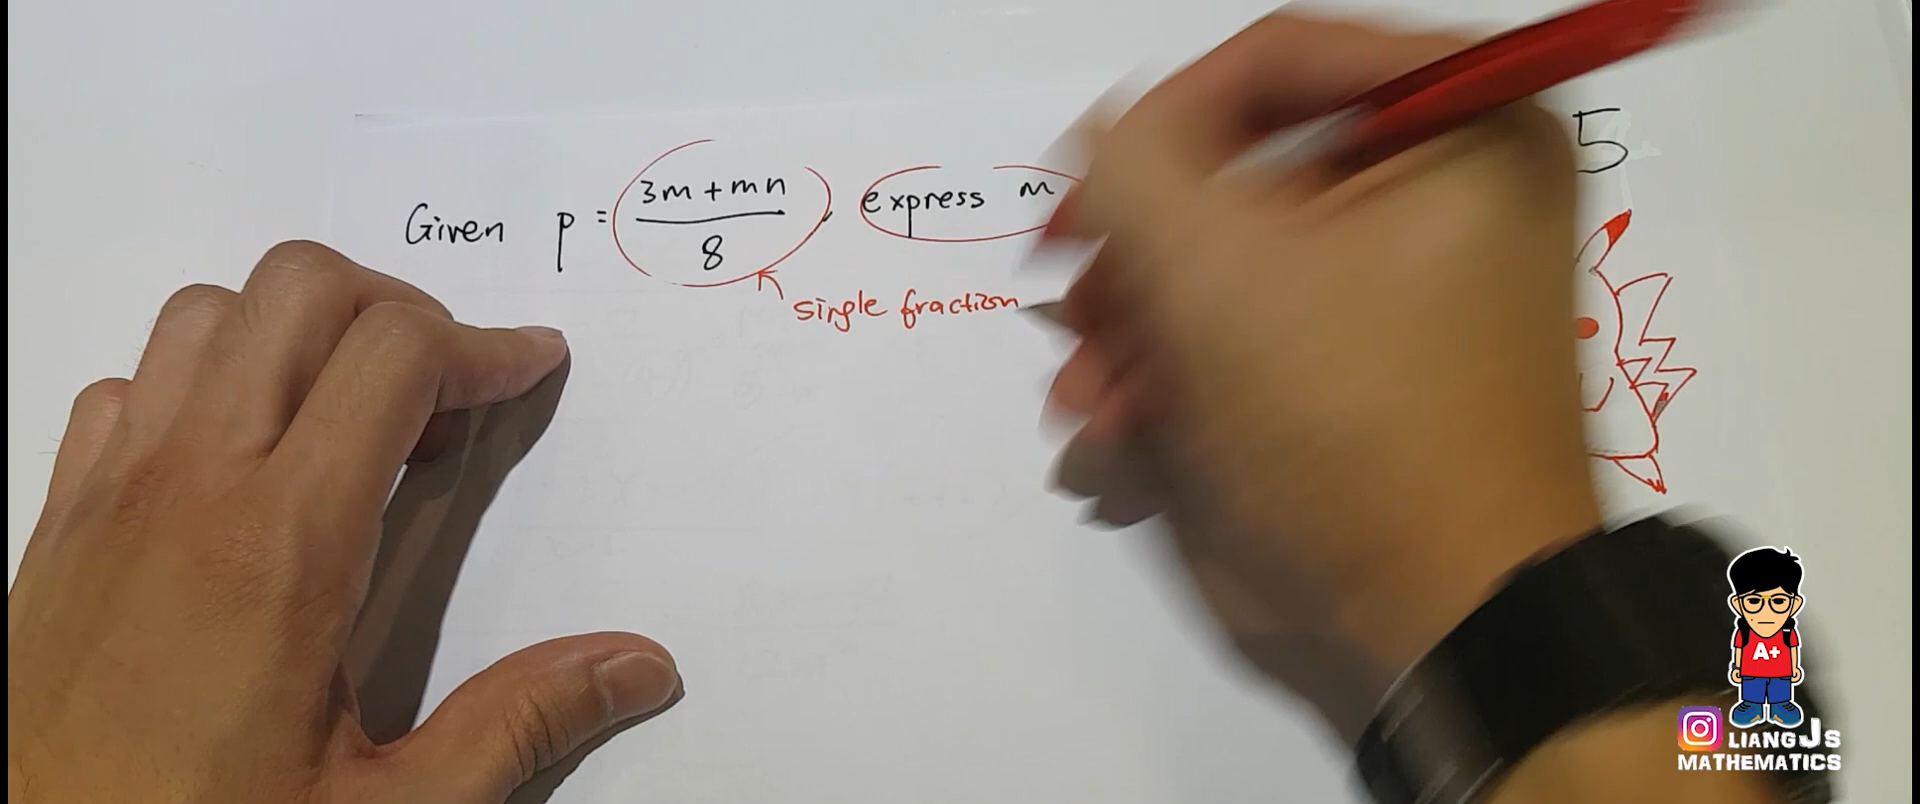 5
Given p = 3m + mn / 8, express m
single fraction
A+
LIANGJS
MATHEMATICS